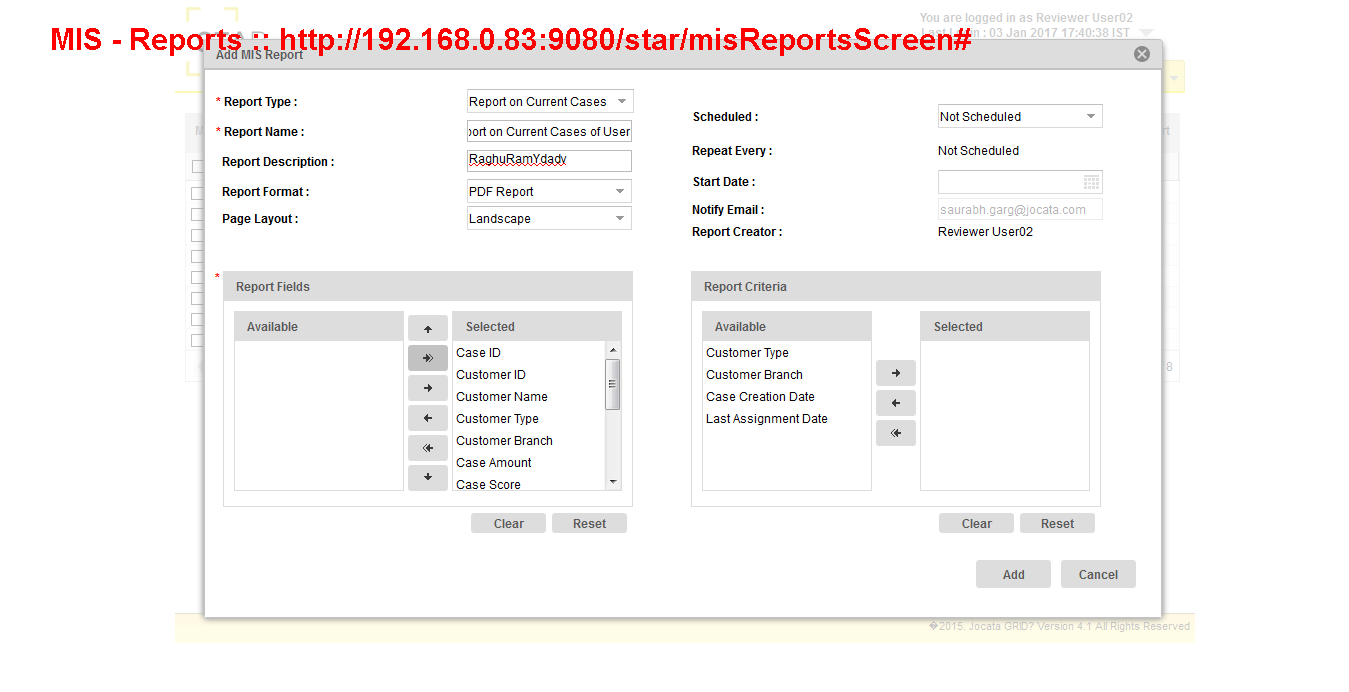 You are logged in as Reviewer User02
MIS - Reports :: http://192.168.0.83:9080/star/misReportsScreen#
Last Login : 03 Jan 2017 17:40:38 IST
Add MIS Report
* Report Type :
Report on Current Cases
Scheduled :
Not Scheduled
* Report Name :
ort on Current Cases of User
Repeat Every :
Not Scheduled
Report Description :
RaghuRamYdady
Start Date :
Report Format :
PDF Report
Notify Email :
saurabh.garg@jocata.com
Page Layout :
Landscape
Report Creator :
Reviewer User02
*
Report Fields
Report Criteria
Available
Selected
Available
Selected
Case ID
Customer ID
Customer Name
Customer Type
Customer Branch
Case Amount
Case Score
Customer Type
Customer Branch
Case Creation Date
Last Assignment Date
Clear
Reset
Clear
Reset
Add
Cancel
8
�2015. Jocata GRID? Version 4.1 All Rights Reserved